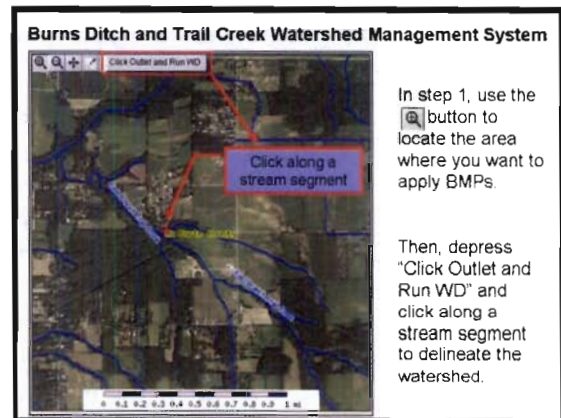 Burns Ditch and Trail Creek Watershed Management System
Click Outlet and Run WD
Click along a
stream segment
0 0.1 0.2 0.3 0.4 0.5 0.6 0.7 0.8 0.9 1 mi
In step 1, use the
button to
locate the area
where you want to
apply BMPs.
Then, depress
"Click Outlet and
Run WD" and
click along a
stream segment
to delineate the
watershed.